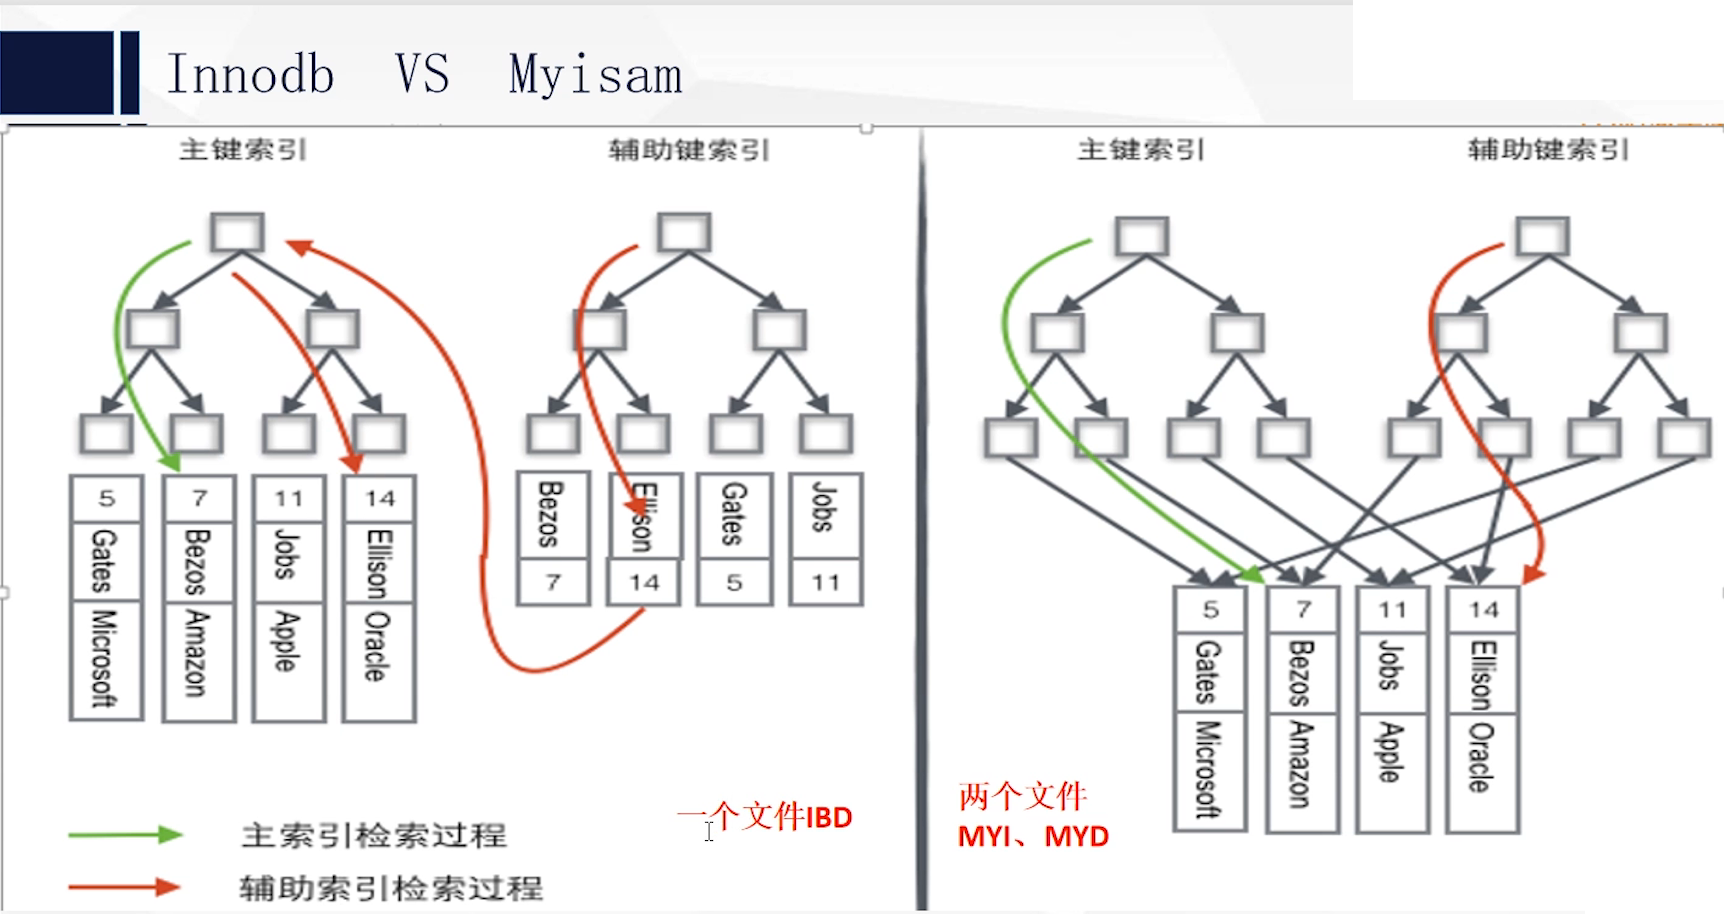 Innodb VS Myisam
主键索引
辅助键索引
主键索引
辅助键索引
5
Gates
Microsoft
7
Bezos
Amazon
11
Jobs
Apple
14
Ellison
Oracle
Bezos
7
Ellison
14
Gates
5
Jobs
11
5
Gates
Microsoft
7
Bezos
Amazon
11
Jobs
Apple
14
Ellison
Oracle
一个文件IBD
两个文件
MYI、MYD
主索引检索过程
辅助索引检索过程